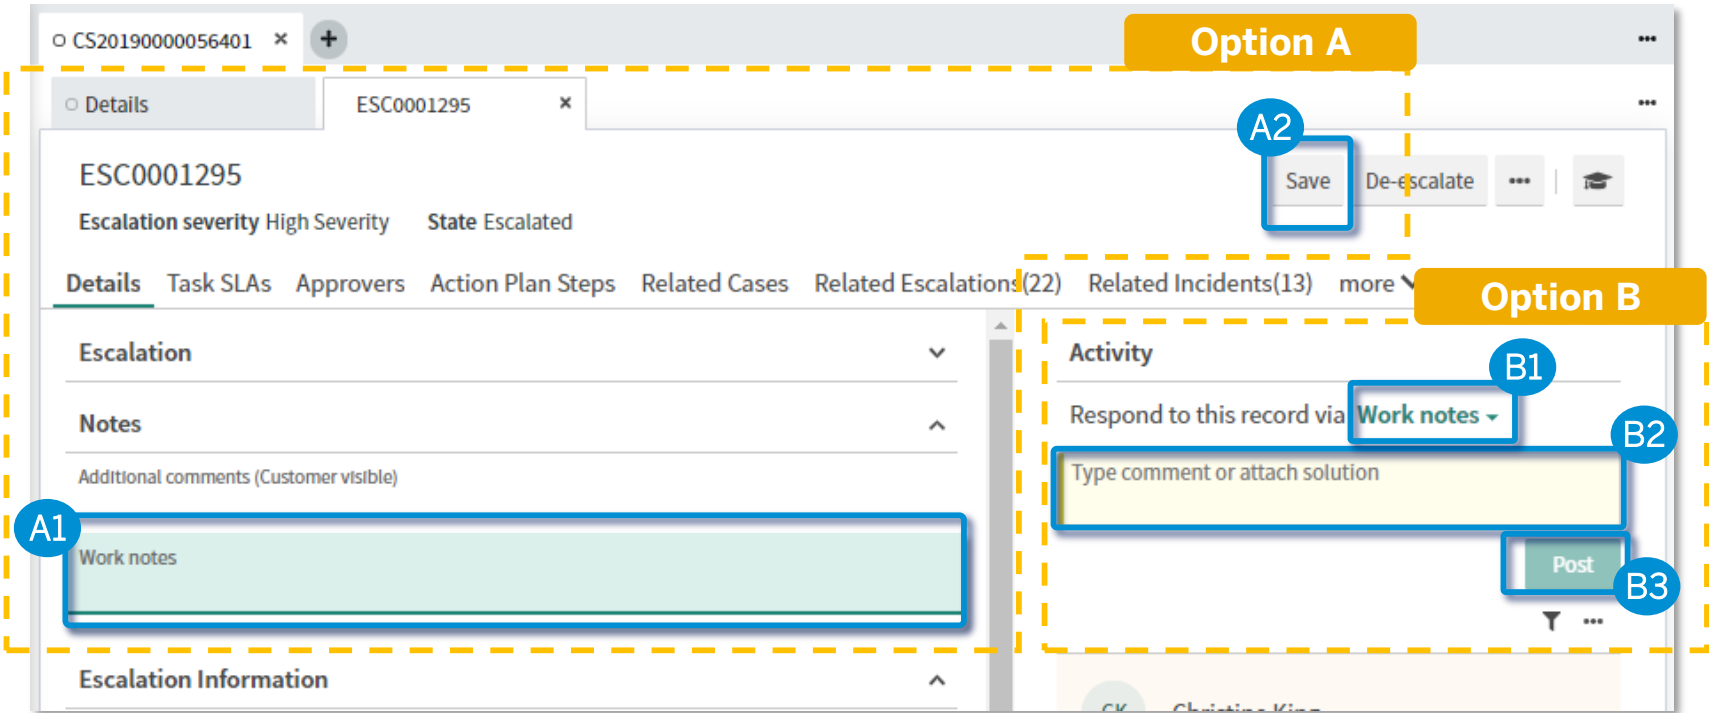 CS20190000056401 × +
Option A
Details ESC0001295 ×
A2
ESC0001295
Save De-escalate
Escalation severity High Severity State Escalated
Details Task SLAs Approvers Action Plan Steps Related Cases Related Escalations(22) Related Incidents(13) more
Option B
Escalation
Activity
B1
Notes
Respond to this record via Work notes
B2
Additional comments (Customer visible)
Type comment or attach solution
A1
Work notes
Post
B3
Escalation Information
CK Christine King